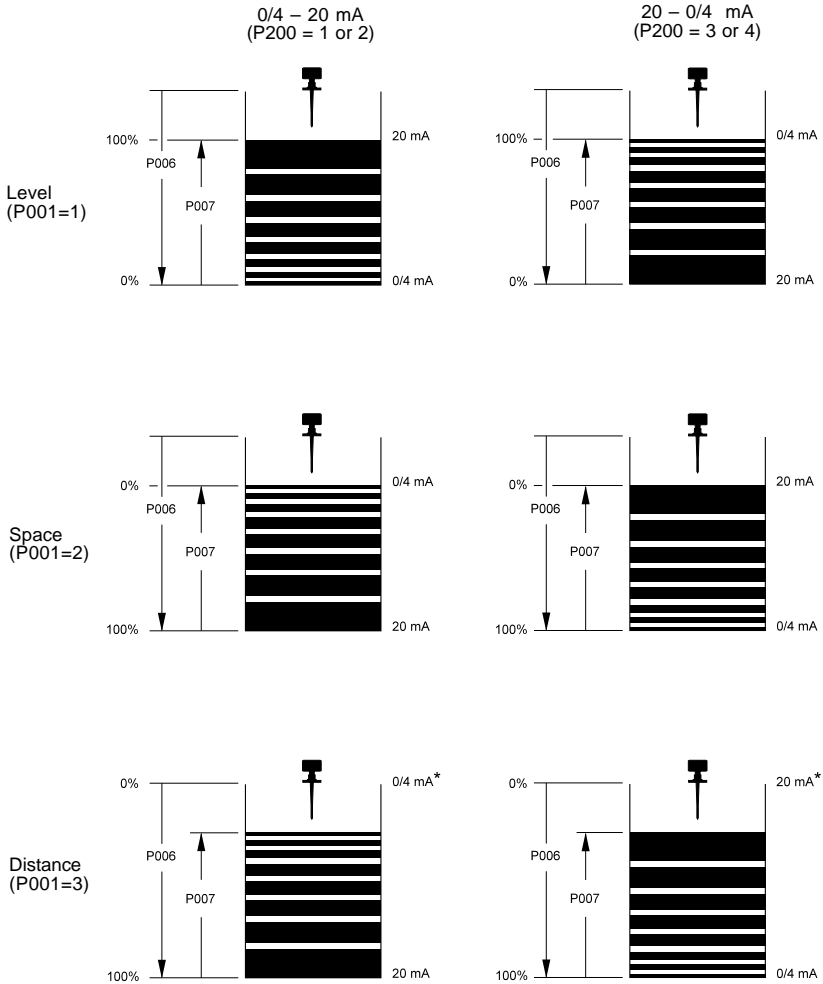 0/4 – 20 mA
(P200 = 1 or 2)
20 – 0/4 mA
(P200 = 3 or 4)
Level
(P001=1)
100%
P006
P007
0%
20 mA
0/4 mA
100%
P006
P007
0%
0/4 mA
20 mA
Space
(P001=2)
0%
P006
P007
100%
0/4 mA
20 mA
0%
P006
P007
100%
20 mA
0/4 mA
Distance
(P001=3)
0%
P006
P007
100%
0/4 mA*
20 mA
0%
P006
P007
100%
20 mA*
0/4 mA